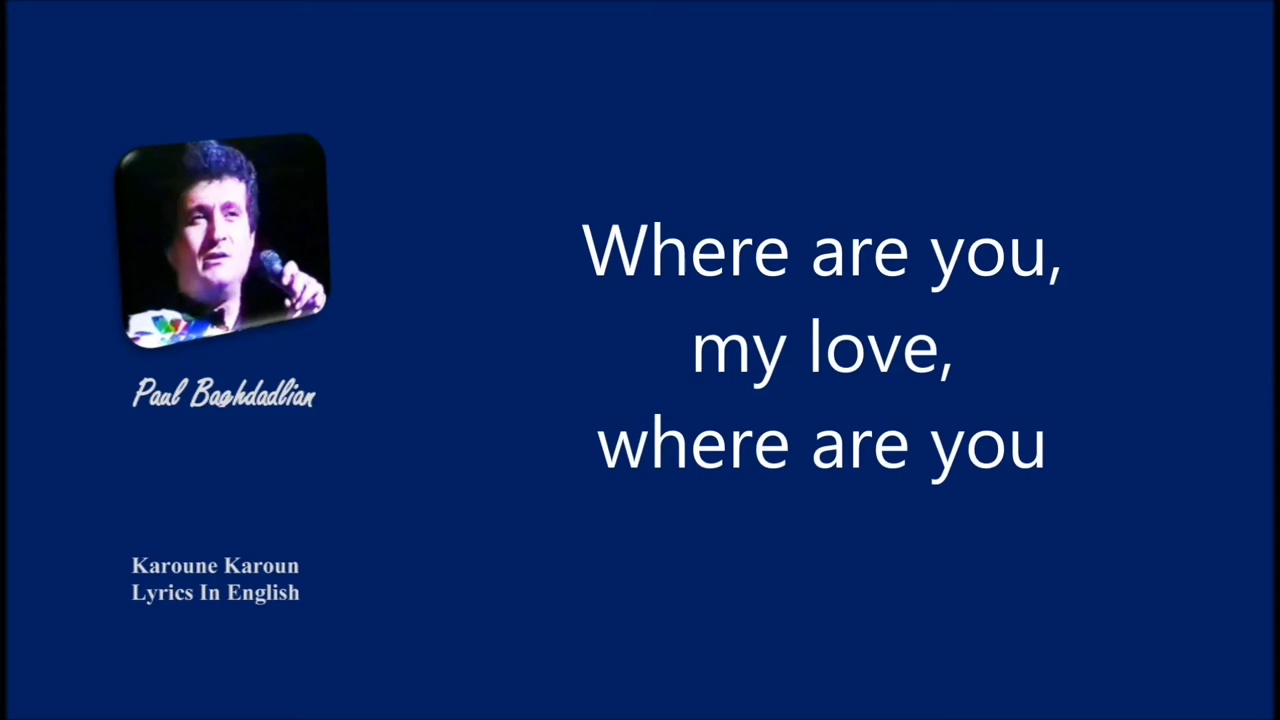 Where are you,
my love,
where are you
Paul Baghdadlian
Karoune Karoun
Lyrics In English